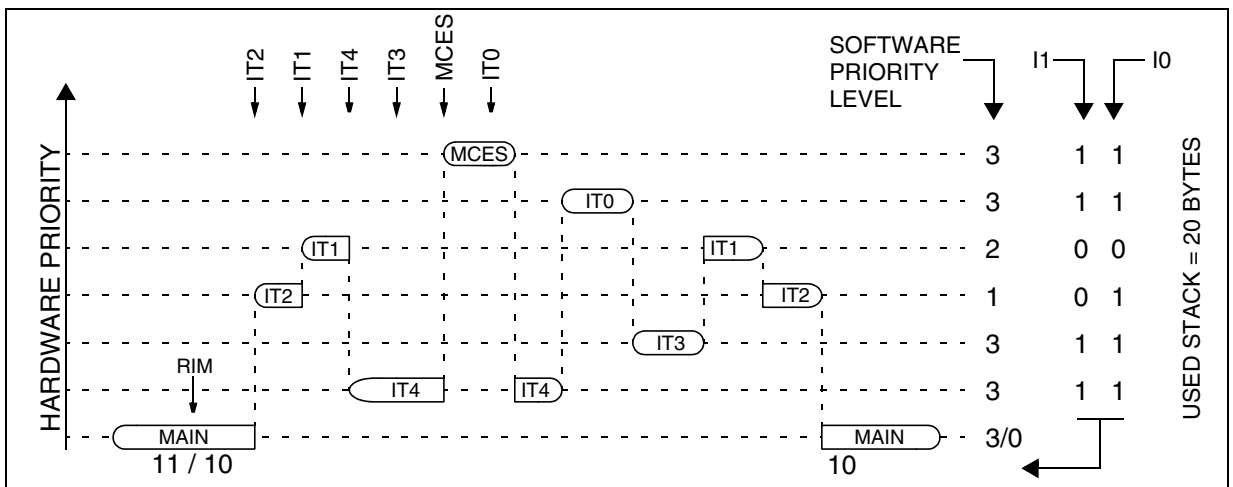 IT2
IT1
IT4
IT3
MCES
IT0
SOFTWARE
PRIORITY
LEVEL
I1
I0
HARDWARE PRIORITY
MCES
3
1 1
IT0
3
1 1
IT1
IT1
2
0 0
IT2
IT2
1
0 1
IT3
3
1 1
RIM
IT4
IT4
3
1 1
MAIN
MAIN
3/0
11 / 10
10
USED STACK = 20 BYTES